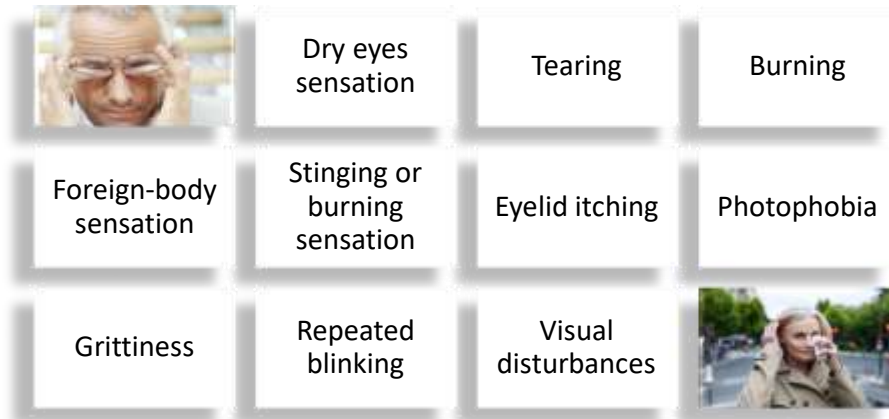 Dry eyes
sensation
Tearing
Burning
Foreign-body
sensation
Stinging or
burning
sensation
Eyelid itching
Photophobia
Grittiness
Repeated
blinking
Visual
disturbances